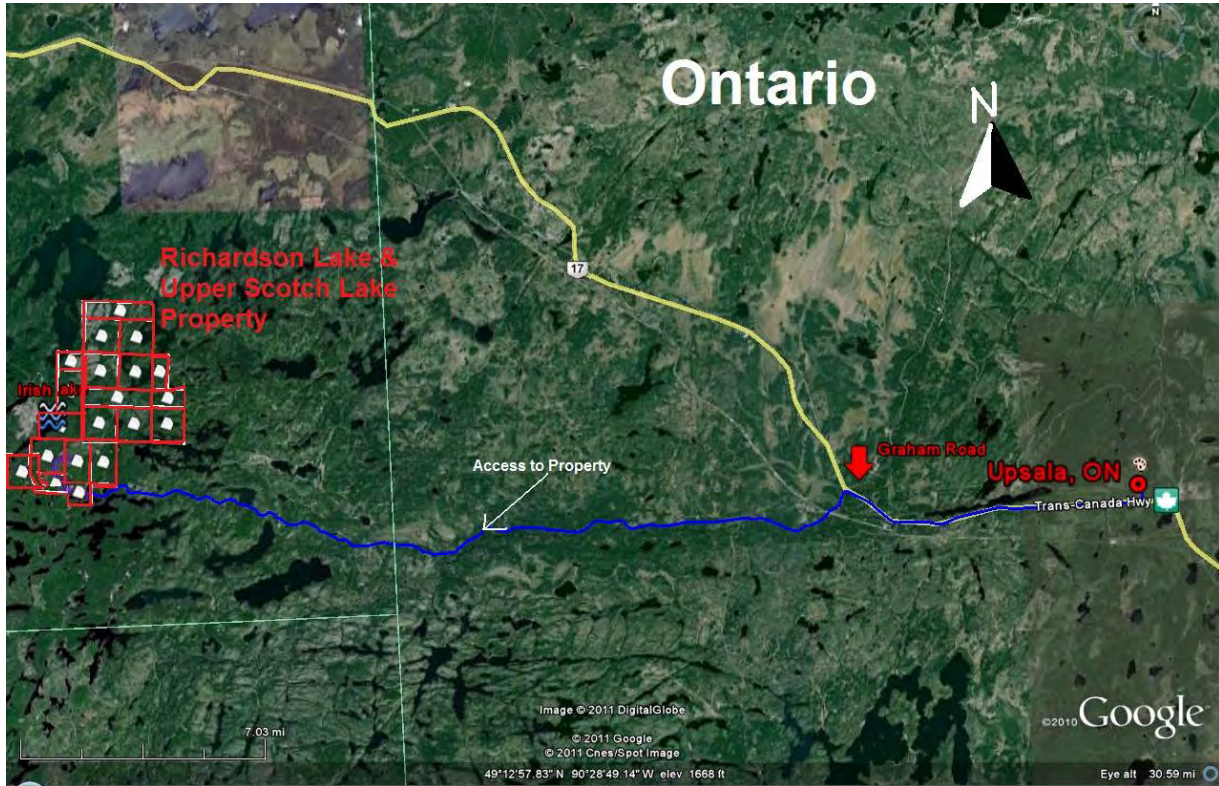 N
Ontario
N
Richardson Lake &
Upper Scotch Lake
Property
17
Irish
Graham Road
Access to Property
Upsala, ON
Trans-Canada Hwy
Image © 2011 DigitalGlobe
©2010 Google
7.03 mi
© 2011 Google
© 2011 Cnes/Spot Image
49°12'57.83" N 90°28'49.14" W elev 1668 ft
Eye alt 30.59 mi